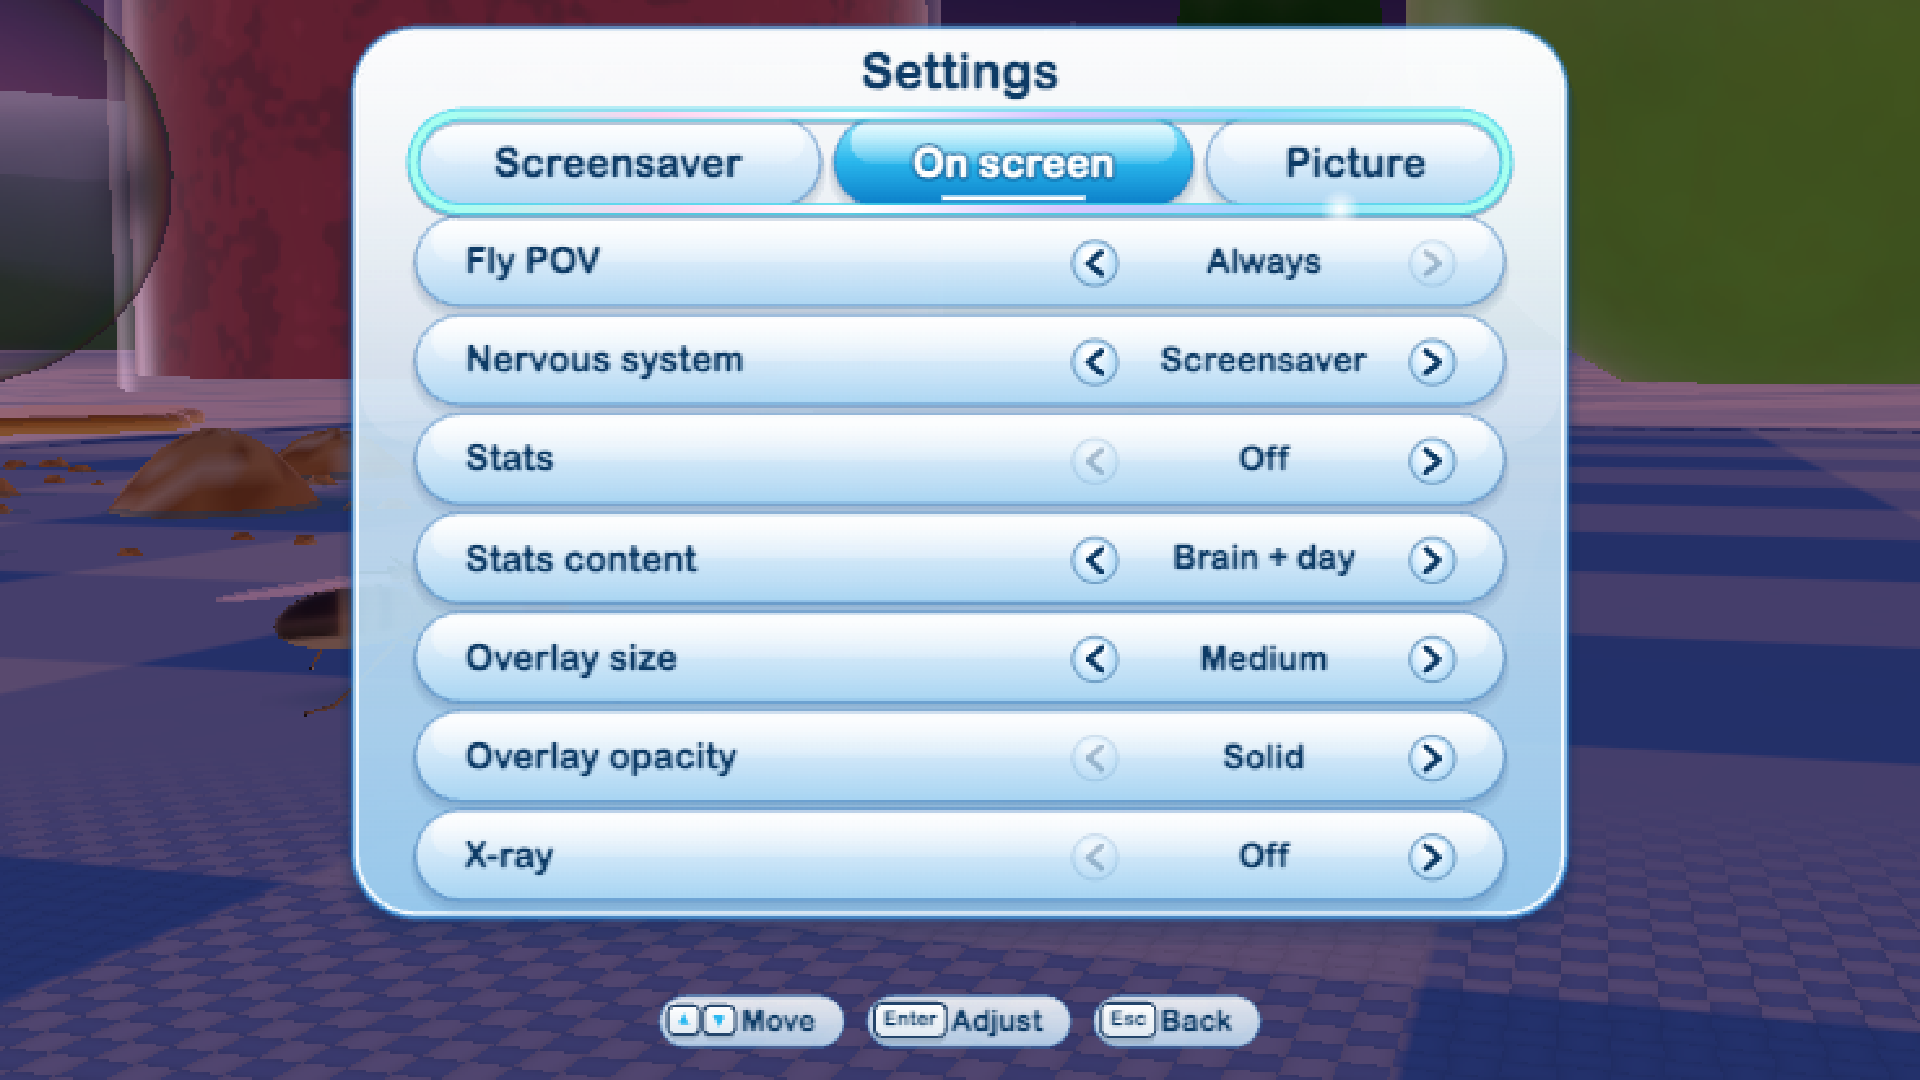 Settings
Screensaver On screen Picture
Fly POV Always
Nervous system Screensaver
Stats Off
Stats content Brain + day
Overlay size Medium
Overlay opacity Solid
X-ray Off
Move Enter Adjust Esc Back